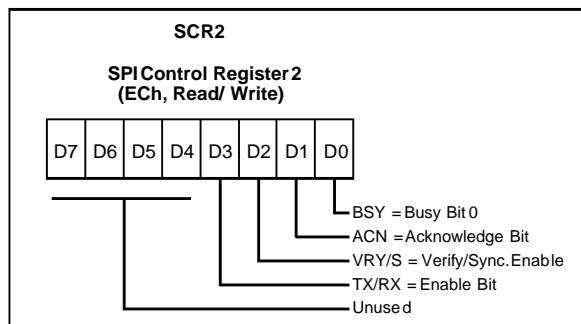 SCR2
SPI Control Register 2
(ECh, Read/ Write)
D7 D6 D5 D4 D3 D2 D1 D0
BSY = Busy Bit 0
ACN = Acknowledge Bit
VRY/S = Verify/Sync. Enable
TX/RX = Enable Bit
Unused